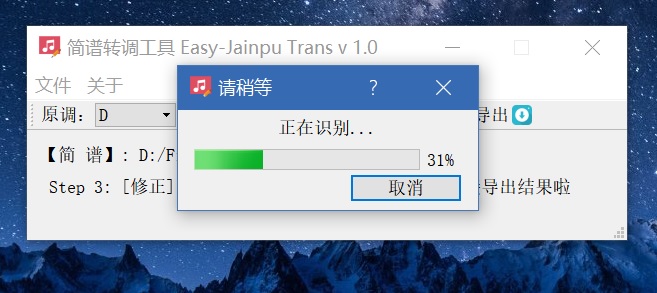 简谱转调工具 Easy-Jainpu Trans v 1.0
文件 关于
原调: D
导出
【简 谱】: D:/F
Step 3: [修正]
导出结果啦
请稍等
正在识别...
31%
取消